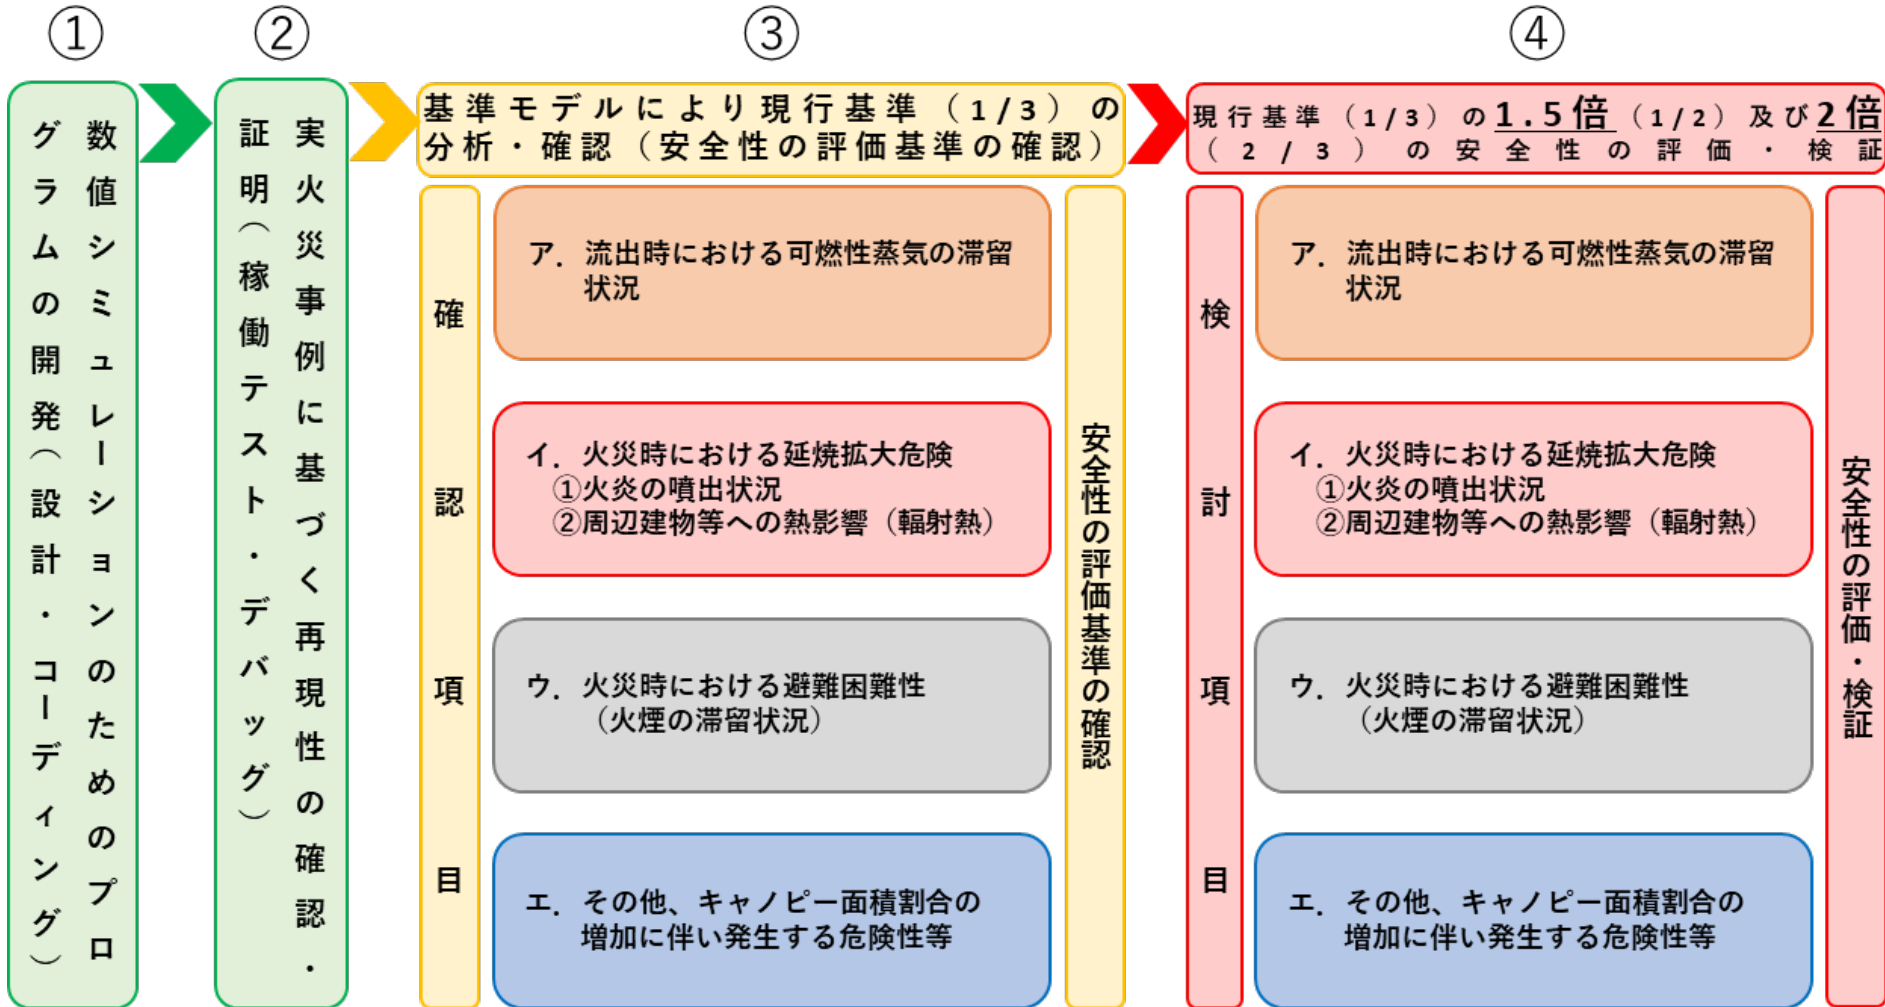 ①
②
③
④
数値シミュレーションのためのプロ
グラムの開発（設計・コーディング）
実火災事例に基づく再現性の確認・
証明（稼働テスト・デバッグ）
基準モデルにより現行基準（1/3）の
分析・確認（安全性の評価基準の確認）
確認項目
ア．流出時における可燃性蒸気の滞留
状況
イ．火災時における延焼拡大危険
①火炎の噴出状況
②周辺建物等への熱影響（輻射熱）
ウ．火災時における避難困難性
（火煙の滞留状況）
エ．その他、キャノピー面積割合の
増加に伴い発生する危険性等
安全性の評価基準の確認
現行基準（1/3）の1.5倍（1/2）及び2倍
（2/3）の安全性の評価・検証
検討項目
ア．流出時における可燃性蒸気の滞留
状況
イ．火災時における延焼拡大危険
①火炎の噴出状況
②周辺建物等への熱影響（輻射熱）
ウ．火災時における避難困難性
（火煙の滞留状況）
エ．その他、キャノピー面積割合の
増加に伴い発生する危険性等
安全性の評価・検証